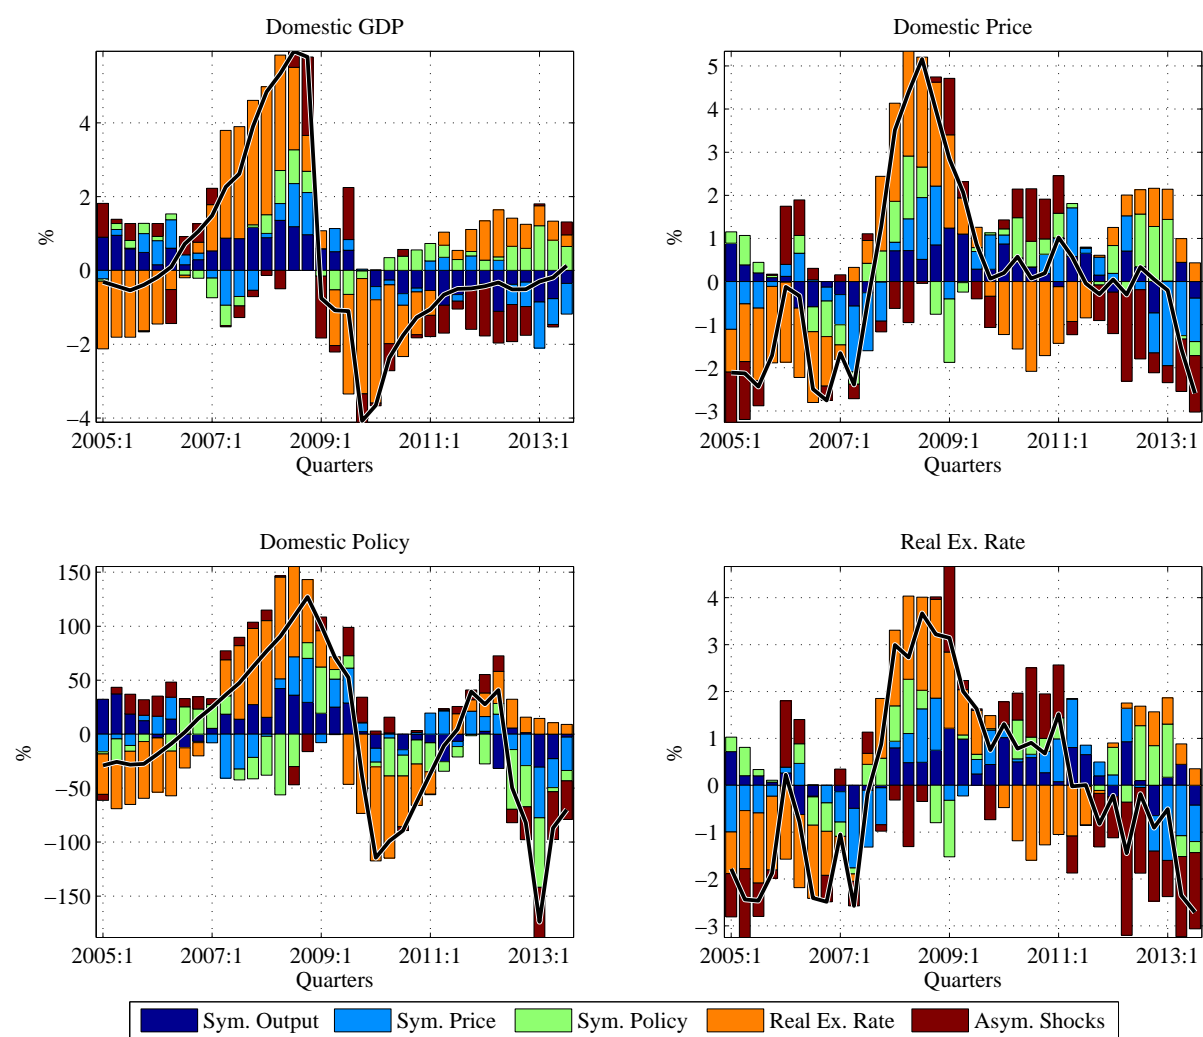 Domestic GDP
%
4
2
0
−2
−4
2005:1 2007:1 2009:1 2011:1 2013:1
Quarters
Domestic Price
%
5
4
3
2
1
0
−1
−2
−3
2005:1 2007:1 2009:1 2011:1 2013:1
Quarters
Domestic Policy
%
150
100
50
0
−50
−100
−150
2005:1 2007:1 2009:1 2011:1 2013:1
Quarters
Real Ex. Rate
%
4
3
2
1
0
−1
−2
−3
2005:1 2007:1 2009:1 2011:1 2013:1
Quarters
Sym. Output Sym. Price Sym. Policy Real Ex. Rate Asym. Shocks